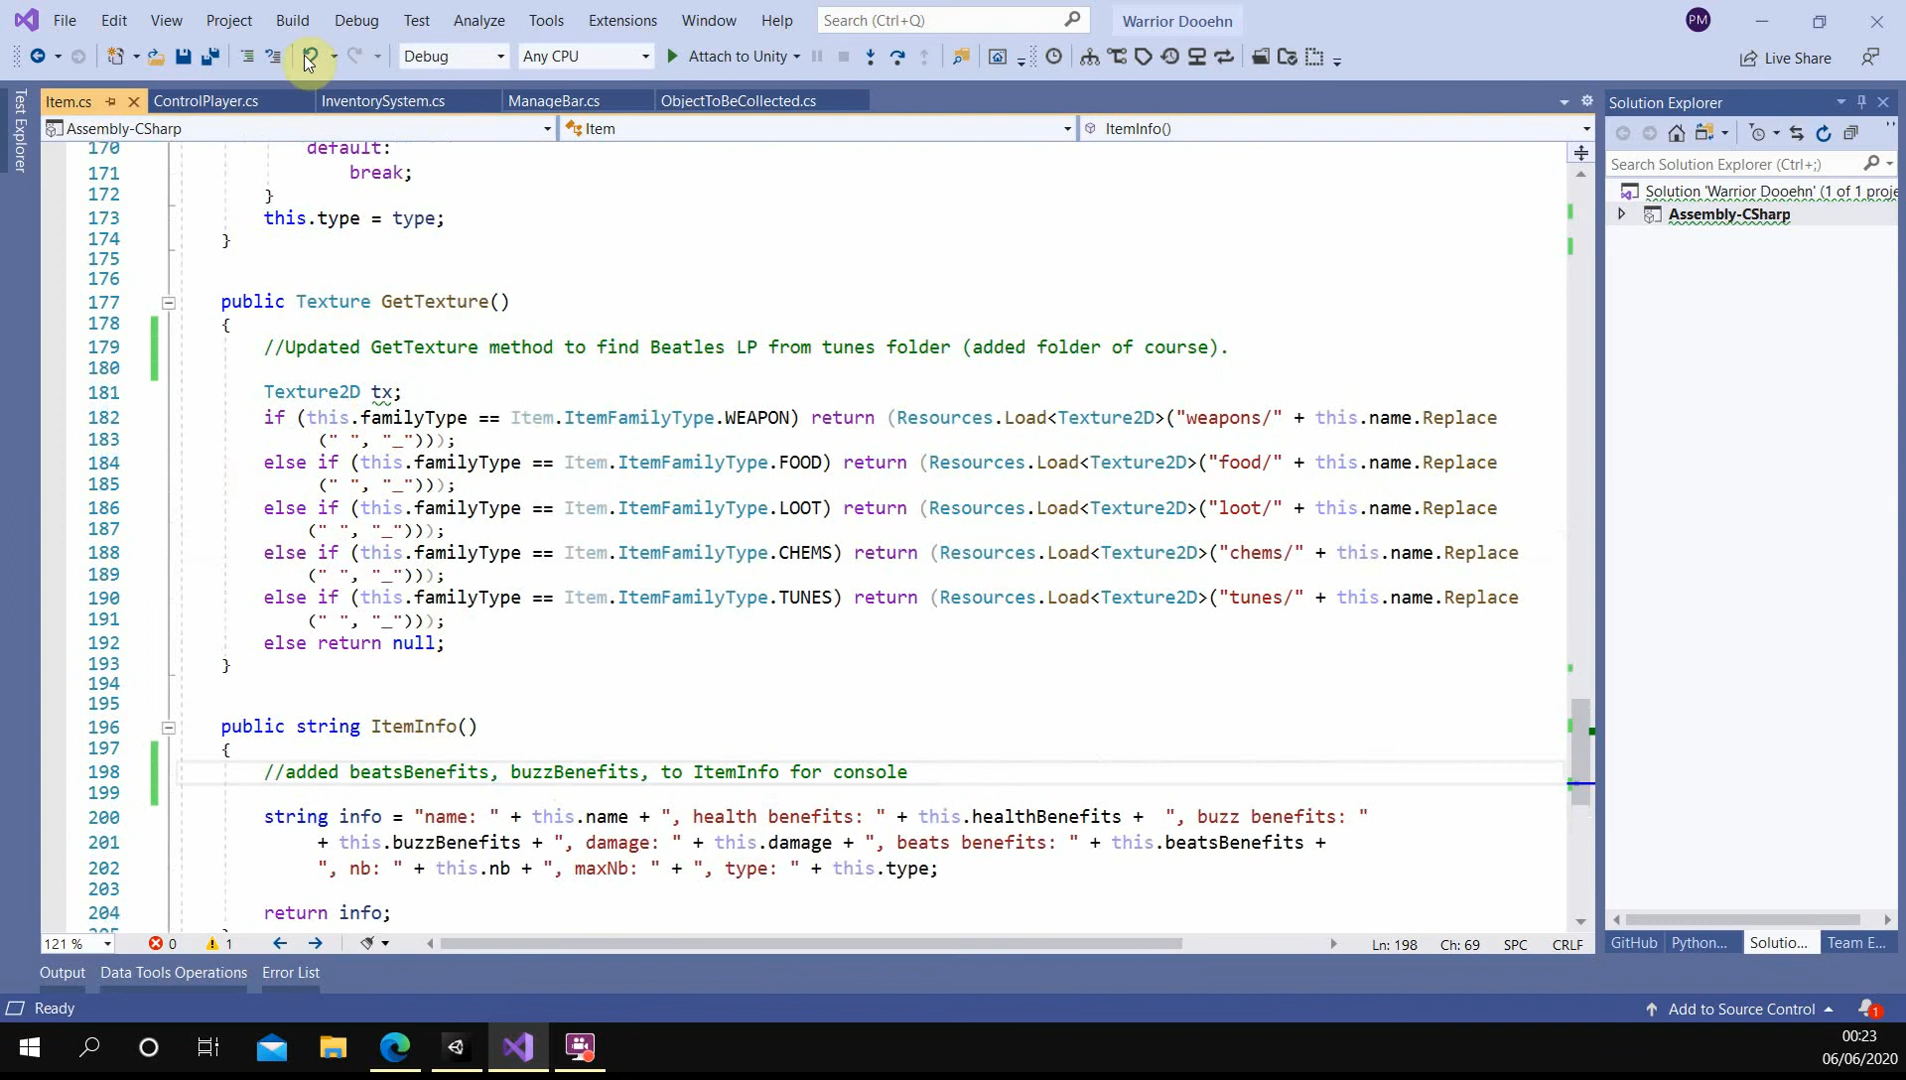 File Edit View Project Build Debug Test Analyze Tools Extensions Window Help Search (Ctrl+Q) Warrior Dooehn PM
Debug Any CPU Attach to Unity Live Share
Test Explorer
Item.cs ControlPlayer.cs InventorySystem.cs ManageBar.cs ObjectToBeCollected.cs Solution Explorer
Assembly-CSharp Item ItemInfo()
Search Solution Explorer (Ctrl+;)
Solution 'Warrior Dooehn' (1 of 1 proje
Assembly-CSharp
170 default:
171 break;
172 }
173 this.type = type;
174 }
175
176
177 public Texture GetTexture()
178 {
179 //Updated GetTexture method to find Beatles LP from tunes folder (added folder of course).
180
181 Texture2D tx;
182 if (this.familyType == Item.ItemFamilyType.WEAPON) return (Resources.Load<Texture2D>("weapons/" + this.name.Replace
183 (" ", "_")));
184 else if (this.familyType == Item.ItemFamilyType.FOOD) return (Resources.Load<Texture2D>("food/" + this.name.Replace
185 (" ", "_")));
186 else if (this.familyType == Item.ItemFamilyType.LOOT) return (Resources.Load<Texture2D>("loot/" + this.name.Replace
187 (" ", "_")));
188 else if (this.familyType == Item.ItemFamilyType.CHEMS) return (Resources.Load<Texture2D>("chems/" + this.name.Replace
189 (" ", "_")));
190 else if (this.familyType == Item.ItemFamilyType.TUNES) return (Resources.Load<Texture2D>("tunes/" + this.name.Replace
191 (" ", "_")));
192 else return null;
193 }
194
195
196 public string ItemInfo()
197 {
198 //added beatsBenefits, buzzBenefits, to ItemInfo for console
199
200 string info = "name: " + this.name + ", health benefits: " + this.healthBenefits + ", buzz benefits: "
201 + this.buzzBenefits + ", damage: " + this.damage + ", beats benefits: " + this.beatsBenefits +
202 ", nb: " + this.nb + ", maxNb: " + ", type: " + this.type;
203
204 return info;
121 % 0 1 Ln: 198 Ch: 69 SPC CRLF
GitHub Python... Solutio... Team E...
Output Data Tools Operations Error List
Ready Add to Source Control 1
00:23
06/06/2020